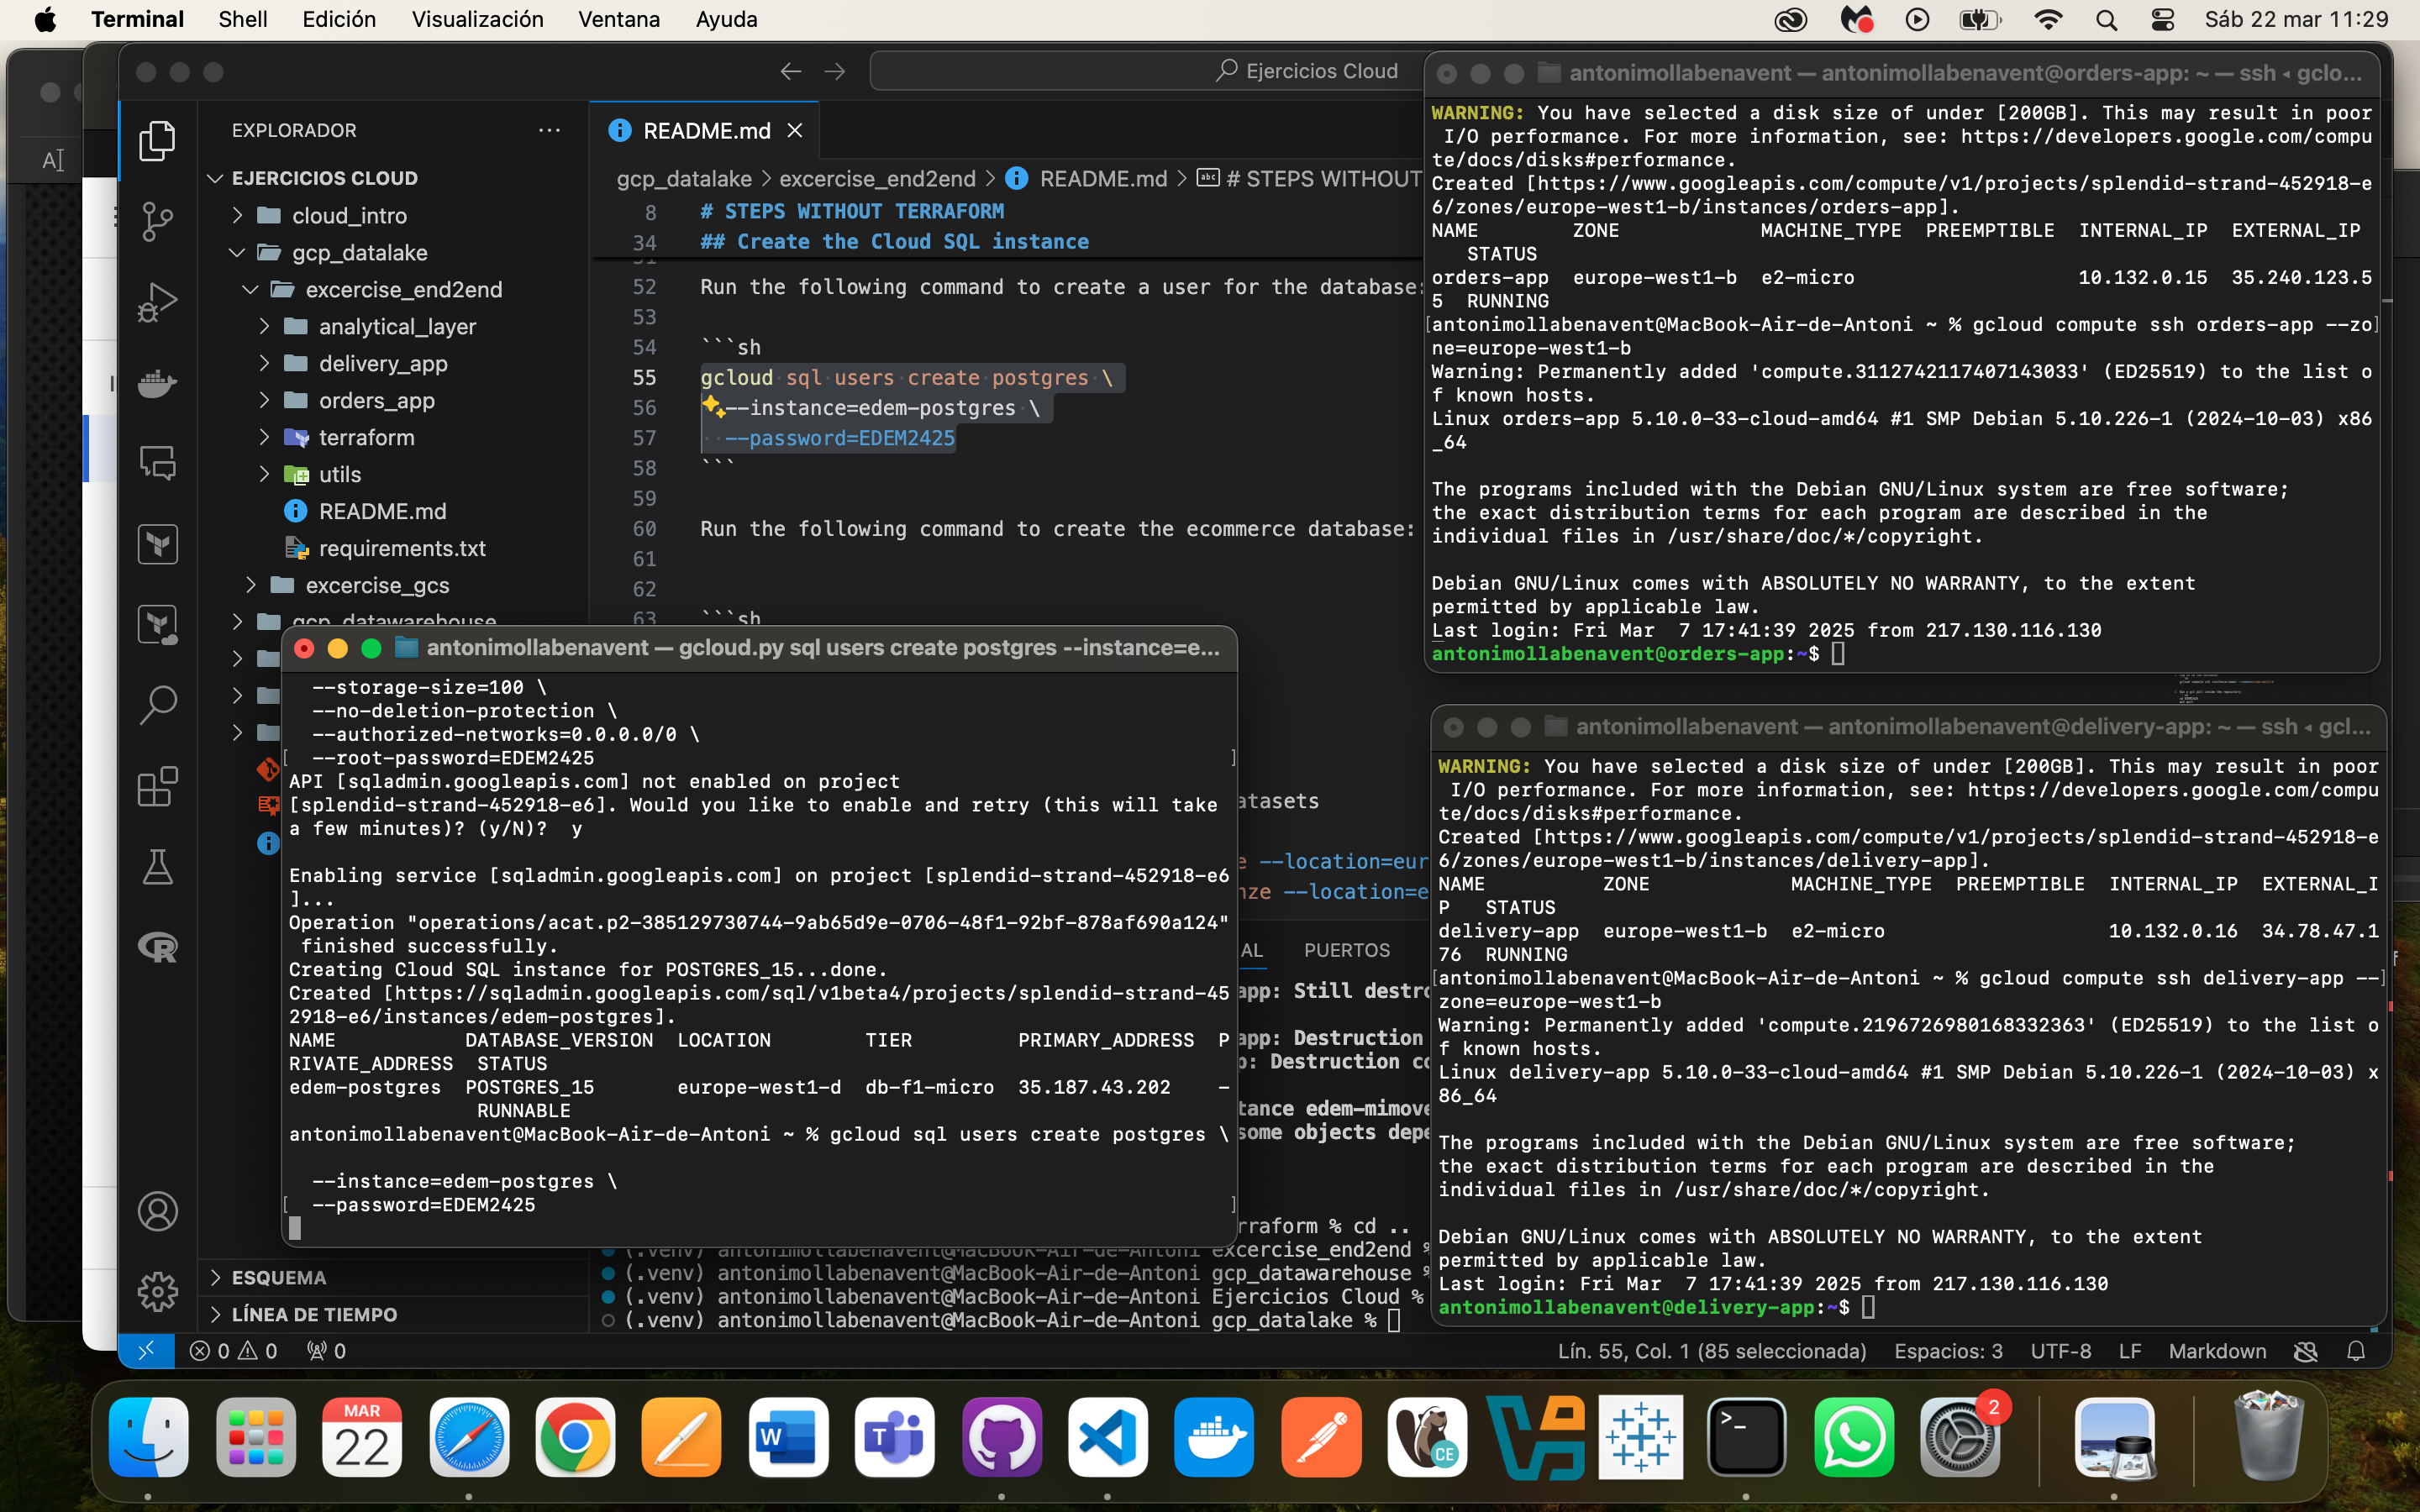 Terminal Shell Edición Visualización Ventana Ayuda
Sáb 22 mar 11:29
Ejercicios Cloud
EXPLORADOR
EJERCICIOS CLOUD
cloud_intro
gcp_datalake
excercise_end2end
analytical_layer
delivery_app
orders_app
terraform
utils
README.md
requirements.txt
excercise_gcs
gcp_datawarehouse
ESQUEMA
LÍNEA DE TIEMPO
README.md
gcp_datalake > excercise_end2end > README.md > # STEPS WITHOUT
8 # STEPS WITHOUT TERRAFORM
34 ## Create the Cloud SQL instance
51
52 Run the following command to create a user for the database:
53
54 ```sh
55 gcloud sql users create postgres \
56 --instance=edem-postgres \
57 --password=EDEM2425
58 ```
59
60 Run the following command to create the ecommerce database:
61
62
63 ```sh
atasets
e --location=eur
nze --location=e
AL PUERTOS
app: Still destro
app: Destruction
p: Destruction co
tance edem-mimove
some objects depe
rraform % cd ..
(.venv) antonimollabenavent@MacBook-Air-de-Antoni excercise_end2end %
(.venv) antonimollabenavent@MacBook-Air-de-Antoni gcp_datawarehouse %
(.venv) antonimollabenavent@MacBook-Air-de-Antoni Ejercicios Cloud %
(.venv) antonimollabenavent@MacBook-Air-de-Antoni gcp_datalake %
0 0 0
Lín. 55, Col. 1 (85 seleccionada) Espacios: 3 UTF-8 LF Markdown
antonimollabenavent — gcloud.py sql users create postgres --instance=e...
--storage-size=100 \
--no-deletion-protection \
--authorized-networks=0.0.0.0/0 \
[ --root-password=EDEM2425 ]
API [sqladmin.googleapis.com] not enabled on project
[splendid-strand-452918-e6]. Would you like to enable and retry (this will take
a few minutes)? (y/N)? y
Enabling service [sqladmin.googleapis.com] on project [splendid-strand-452918-e6
]...
Operation "operations/acat.p2-385129730744-9ab65d9e-0706-48f1-92bf-878af690a124"
finished successfully.
Creating Cloud SQL instance for POSTGRES_15...done.
Created [https://sqladmin.googleapis.com/sql/v1beta4/projects/splendid-strand-45
2918-e6/instances/edem-postgres].
NAME DATABASE_VERSION LOCATION TIER PRIMARY_ADDRESS P
RIVATE_ADDRESS STATUS
edem-postgres POSTGRES_15 europe-west1-d db-f1-micro 35.187.43.202 -
RUNNABLE
antonimollabenavent@MacBook-Air-de-Antoni ~ % gcloud sql users create postgres \
--instance=edem-postgres \
[ --password=EDEM2425 ]
antonimollabenavent — antonimollabenavent@orders-app: ~ — ssh ◂ gclo...
WARNING: You have selected a disk size of under [200GB]. This may result in poor
I/O performance. For more information, see: https://developers.google.com/compu
te/docs/disks#performance.
Created [https://www.googleapis.com/compute/v1/projects/splendid-strand-452918-e
6/zones/europe-west1-b/instances/orders-app].
NAME ZONE MACHINE_TYPE PREEMPTIBLE INTERNAL_IP EXTERNAL_IP
STATUS
orders-app europe-west1-b e2-micro 10.132.0.15 35.240.123.5
5 RUNNING
[antonimollabenavent@MacBook-Air-de-Antoni ~ % gcloud compute ssh orders-app --zo]
ne=europe-west1-b
Warning: Permanently added 'compute.3112742117407143033' (ED25519) to the list o
f known hosts.
Linux orders-app 5.10.0-33-cloud-amd64 #1 SMP Debian 5.10.226-1 (2024-10-03) x86
_64
The programs included with the Debian GNU/Linux system are free software;
the exact distribution terms for each program are described in the
individual files in /usr/share/doc/*/copyright.
Debian GNU/Linux comes with ABSOLUTELY NO WARRANTY, to the extent
permitted by applicable law.
Last login: Fri Mar 7 17:41:39 2025 from 217.130.116.130
antonimollabenavent@orders-app:~$
antonimollabenavent — antonimollabenavent@delivery-app: ~ — ssh ◂ gcl...
WARNING: You have selected a disk size of under [200GB]. This may result in poor
I/O performance. For more information, see: https://developers.google.com/compu
te/docs/disks#performance.
Created [https://www.googleapis.com/compute/v1/projects/splendid-strand-452918-e
6/zones/europe-west1-b/instances/delivery-app].
NAME ZONE MACHINE_TYPE PREEMPTIBLE INTERNAL_IP EXTERNAL_I
P STATUS
delivery-app europe-west1-b e2-micro 10.132.0.16 34.78.47.1
76 RUNNING
[antonimollabenavent@MacBook-Air-de-Antoni ~ % gcloud compute ssh delivery-app --]
zone=europe-west1-b
Warning: Permanently added 'compute.2196726980168332363' (ED25519) to the list o
f known hosts.
Linux delivery-app 5.10.0-33-cloud-amd64 #1 SMP Debian 5.10.226-1 (2024-10-03) x
86_64
The programs included with the Debian GNU/Linux system are free software;
the exact distribution terms for each program are described in the
individual files in /usr/share/doc/*/copyright.
Debian GNU/Linux comes with ABSOLUTELY NO WARRANTY, to the extent
permitted by applicable law.
Last login: Fri Mar 7 17:41:39 2025 from 217.130.116.130
antonimollabenavent@delivery-app:~$
MAR
22
W
T
CE
2